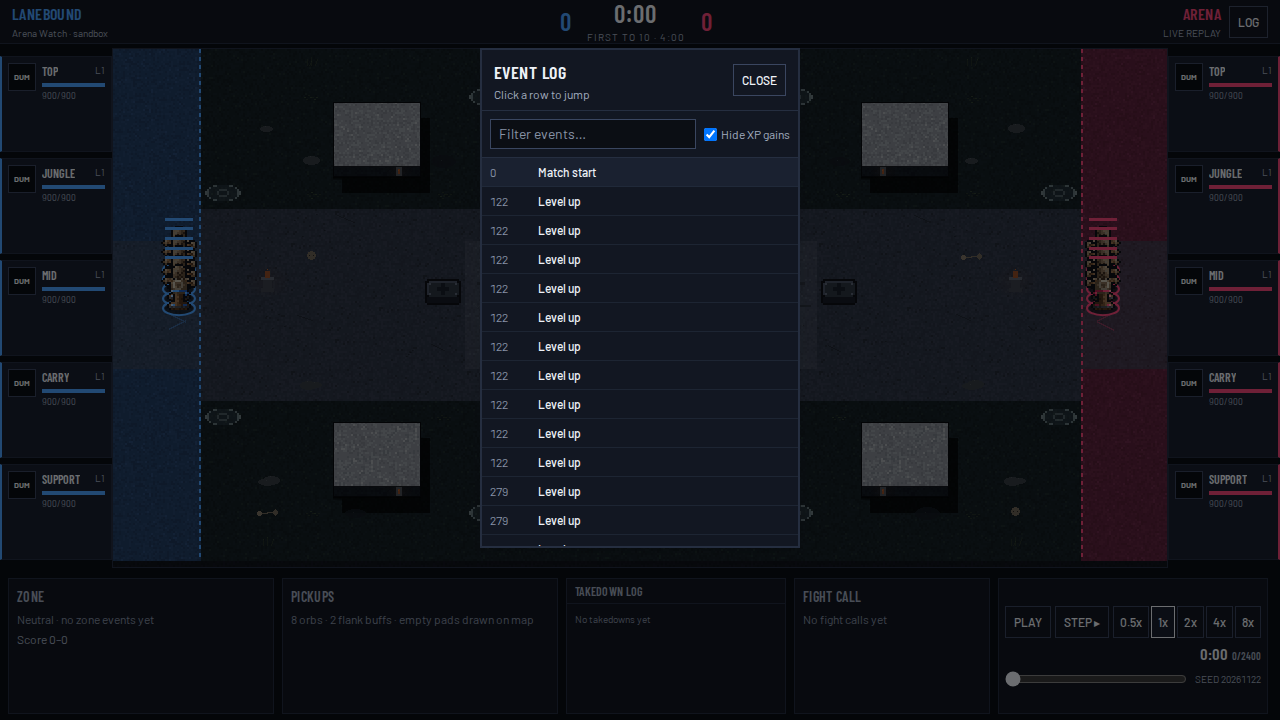 LANEBOUND
Arena Watch · sandbox
0
0:00
0
FIRST TO 10 · 4:00
ARENA
LIVE REPLAY
LOG
DUM
TOP
L1
900/900
DUM
JUNGLE
L1
900/900
DUM
MID
L1
900/900
DUM
CARRY
L1
900/900
DUM
SUPPORT
L1
900/900
EVENT LOG
Click a row to jump
CLOSE
Filter events...
Hide XP gains
0 Match start
122 Level up
122 Level up
122 Level up
122 Level up
122 Level up
122 Level up
122 Level up
122 Level up
122 Level up
122 Level up
279 Level up
279 Level up
DUM
TOP
L1
900/900
DUM
JUNGLE
L1
900/900
DUM
MID
L1
900/900
DUM
CARRY
L1
900/900
DUM
SUPPORT
L1
900/900
ZONE
Neutral · no zone events yet
Score 0–0
PICKUPS
8 orbs · 2 flank buffs · empty pads drawn on map
TAKEDOWN LOG
No takedowns yet
FIGHT CALL
No fight calls yet
PLAY
STEP ▸
0.5x
1x
2x
4x
8x
0:00 0/2400
SEED 20261122